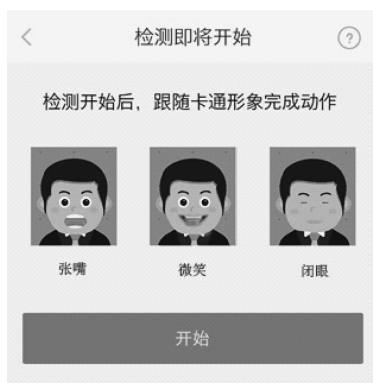 检测即将开始
检测开始后，跟随卡通形象完成动作
张嘴 微笑 闭眼
开始